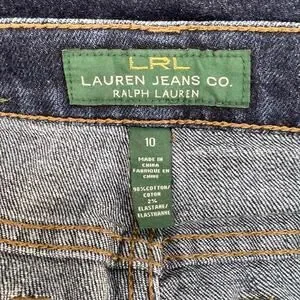 LRL
LAUREN JEANS CO.
RALPH LAUREN
10
MADE IN
CHINA
FABRIQUE EN
CHINE
98%COTTON/
COTON
2%
ELASTANE/
ELASTHANNE